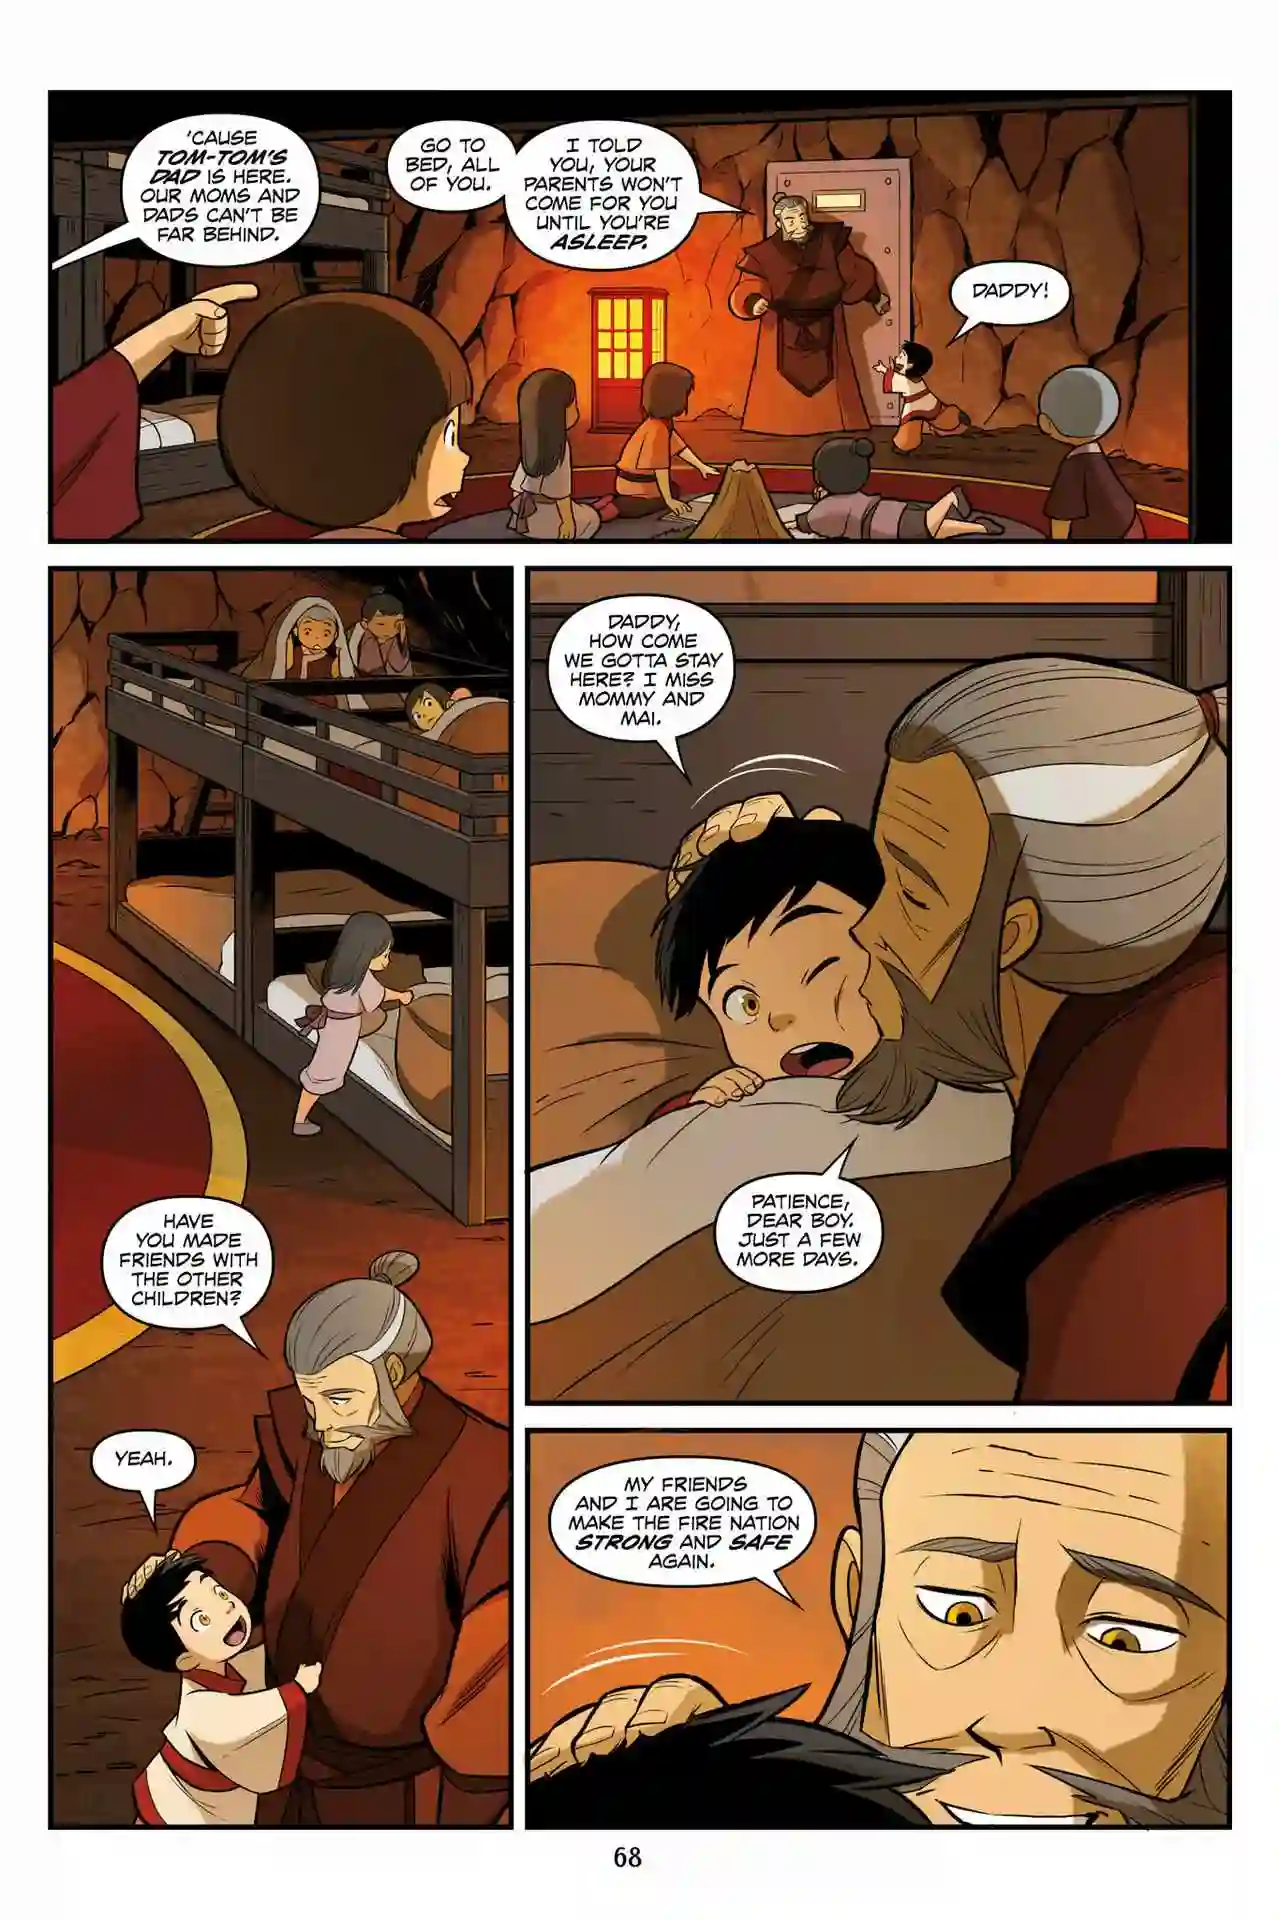 'CAUSE
TOM-TOM'S
DAD IS HERE.
OUR MOMS AND
DADS CAN'T BE
FAR BEHIND.
GO TO
BED, ALL
OF YOU.
I TOLD
YOU, YOUR
PARENTS WON'T
COME FOR YOU
UNTIL YOU'RE
ASLEEP.
DADDY!
HAVE
YOU MADE
FRIENDS WITH
THE OTHER
CHILDREN?
YEAH.
DADDY,
HOW COME
WE GOTTA STAY
HERE? I MISS
MOMMY AND
MAI.
PATIENCE,
DEAR BOY.
JUST A FEW
MORE DAYS.
MY FRIENDS
AND I ARE GOING TO
MAKE THE FIRE NATION
STRONG AND SAFE
AGAIN.
68